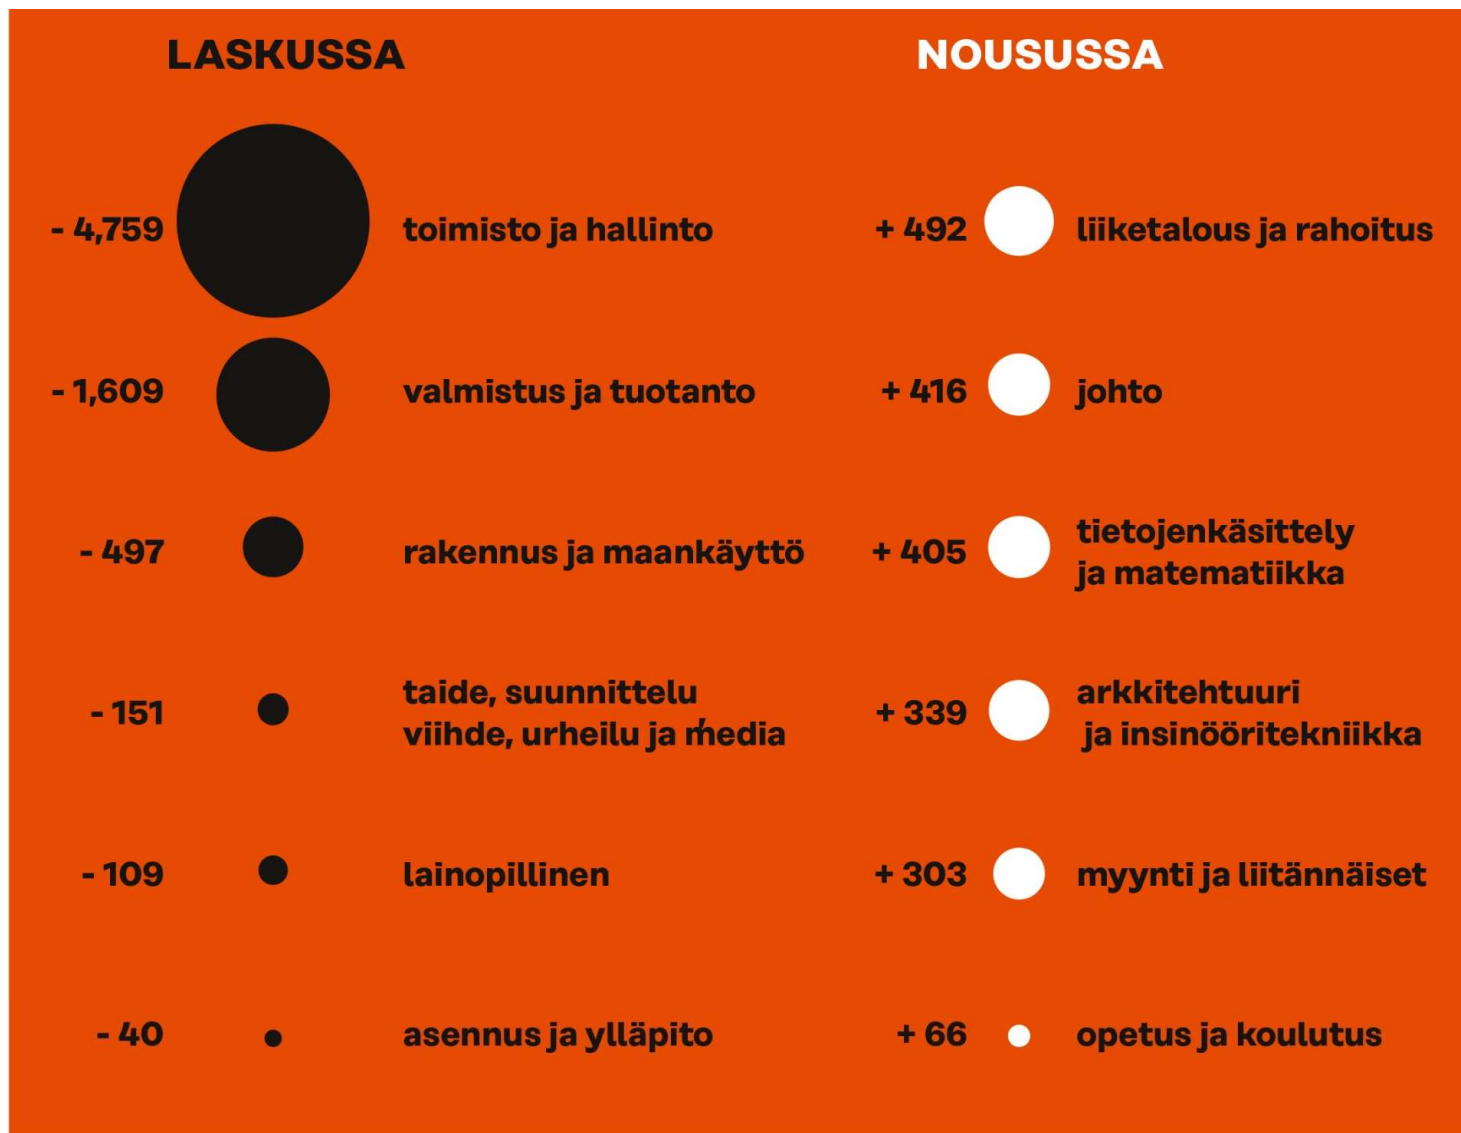 LASKUSSA
- 4,759 toimisto ja hallinto
- 1,609 valmistus ja tuotanto
- 497 rakennus ja maankäyttö
- 151 taide, suunnittelu
viihde, urheilu ja ḿedia
- 109 lainopillinen
- 40 asennus ja ylläpito
NOUSUSSA
+ 492 liiketalous ja rahoitus
+ 416 johto
+ 405 tietojenkäsittely
ja matematiikka
+ 339 arkkitehtuuri
ja insinööritekniikka
+ 303 myynti ja liitännäiset
+ 66 opetus ja koulutus